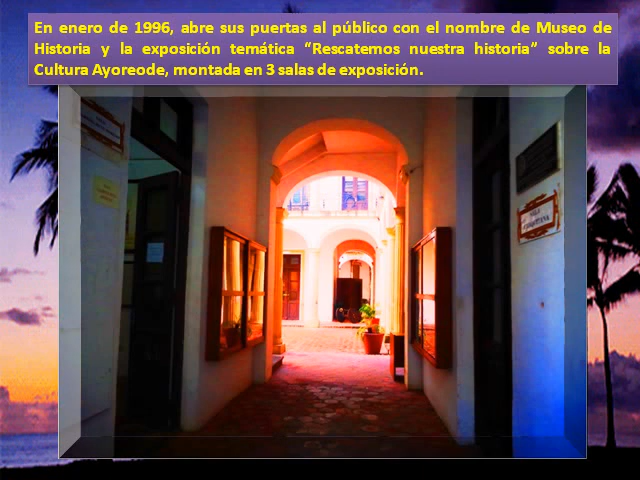 En enero de 1996, abre sus puertas al público con el nombre de Museo de
Historia y la exposición temática “Rescatemos nuestra historia” sobre la
Cultura Ayoreode, montada en 3 salas de exposición.
SALA